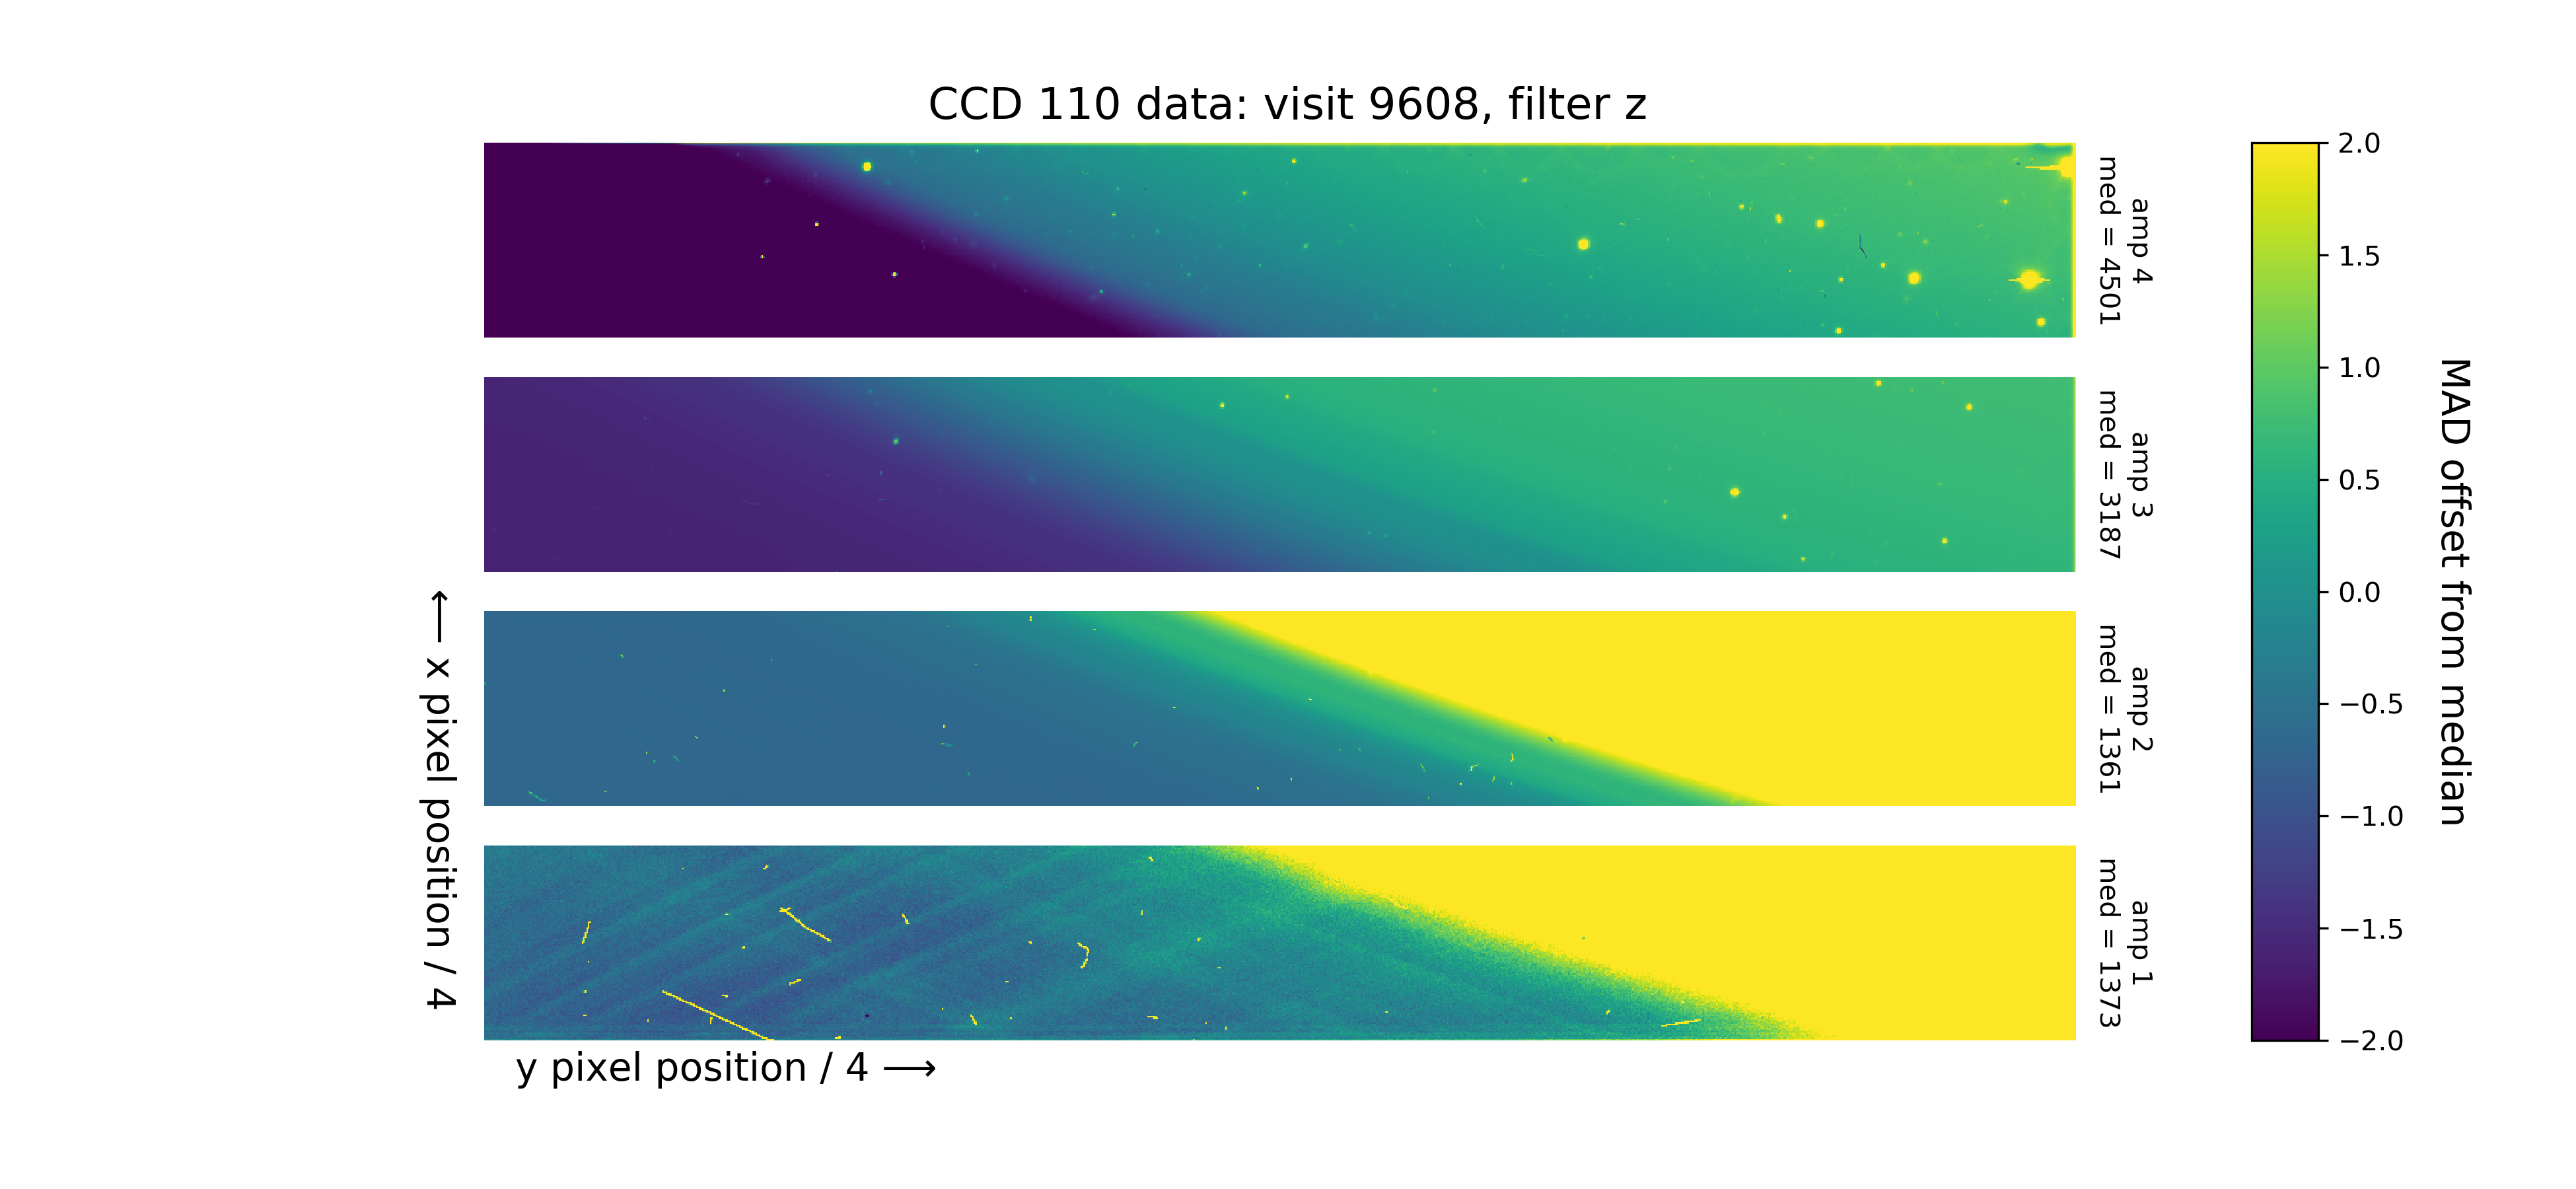 CCD 110 data: visit 9608, filter z
amp 4
med = 4501
amp 3
med = 3187
amp 2
med = 1361
amp 1
med = 1373
⟵ x pixel position / 4
y pixel position / 4 ⟶
2.0
1.5
1.0
0.5
0.0
−0.5
−1.0
−1.5
−2.0
MAD offset from median